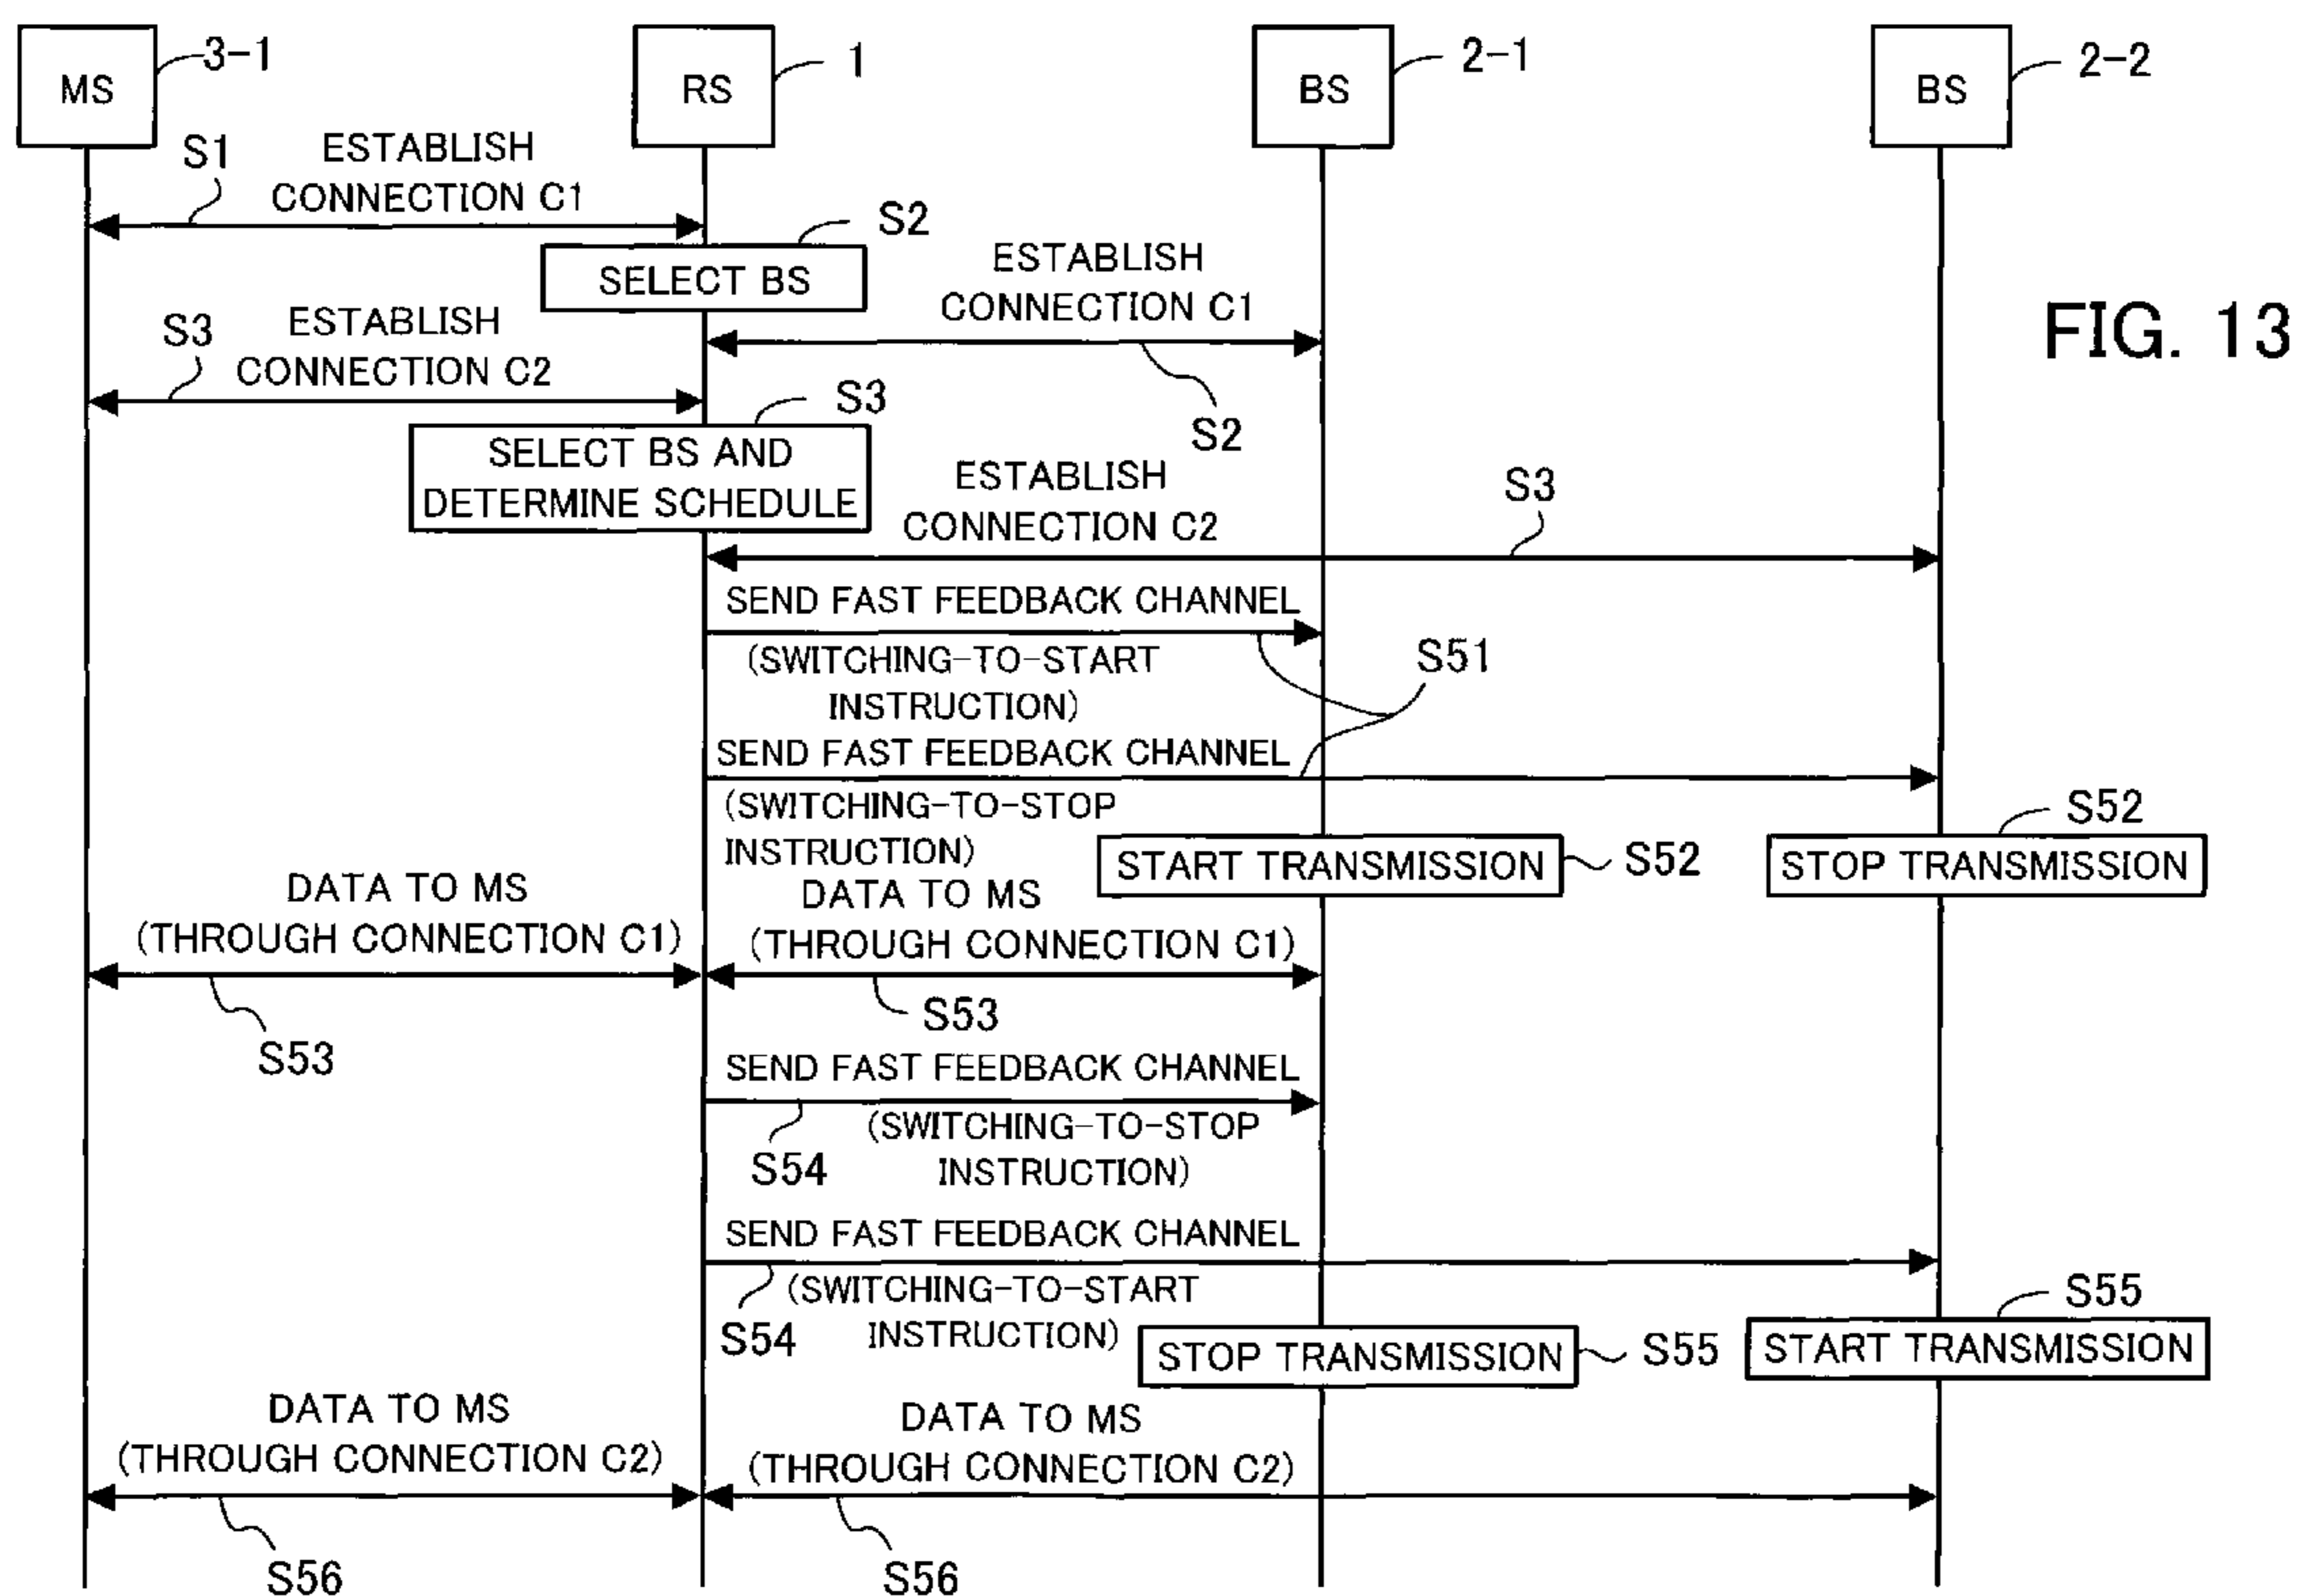 MS
3-1
RS
1
BS
2-1
BS
2-2
S1
ESTABLISH
CONNECTION C1
S2
SELECT BS
ESTABLISH
CONNECTION C1
S2
FIG. 13
S3
ESTABLISH
CONNECTION C2
S3
SELECT BS AND
DETERMINE SCHEDULE
ESTABLISH
CONNECTION C2
S3
SEND FAST FEEDBACK CHANNEL
(SWITCHING-TO-START
INSTRUCTION)
S51
SEND FAST FEEDBACK CHANNEL
(SWITCHING-TO-STOP
INSTRUCTION)
START TRANSMISSION
S52
S52
STOP TRANSMISSION
DATA TO MS
(THROUGH CONNECTION C1)
S53
DATA TO MS
(THROUGH CONNECTION C1)
S53
SEND FAST FEEDBACK CHANNEL
(SWITCHING-TO-STOP
INSTRUCTION)
S54
SEND FAST FEEDBACK CHANNEL
(SWITCHING-TO-START
INSTRUCTION)
S54
STOP TRANSMISSION
S55
S55
START TRANSMISSION
DATA TO MS
(THROUGH CONNECTION C2)
S56
DATA TO MS
(THROUGH CONNECTION C2)
S56